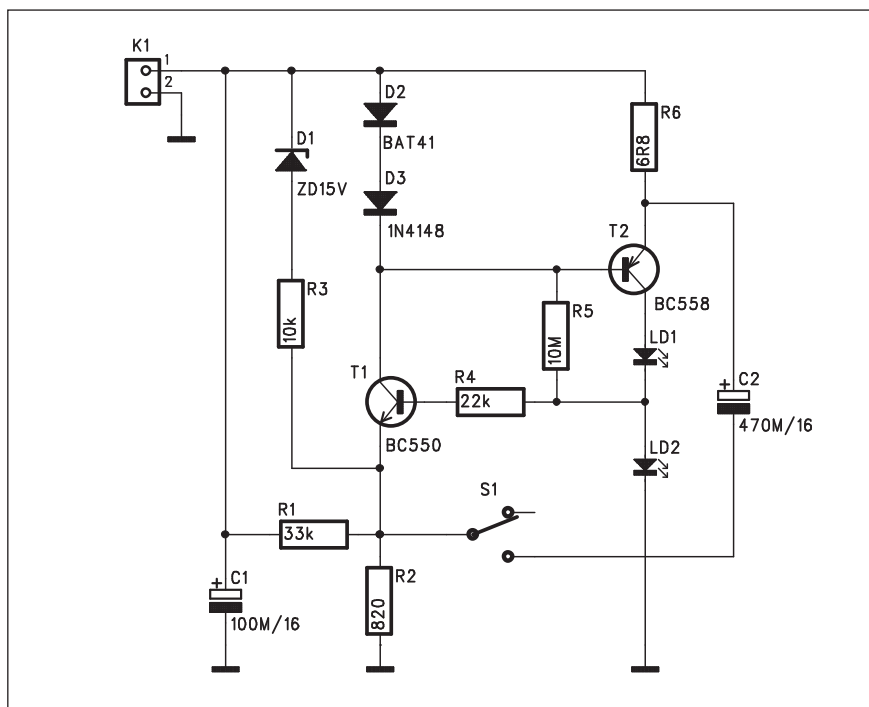 K1
1
2
D1
ZD15V
D2
BAT41
D3
1N4148
R6
6R8
T2
BC558
R3
10k
R5
10M
LD1
T1
BC550
R4
22k
C2
470M/16
LD2
S1
R1
33k
R2
820
C1
100M/16
+
+